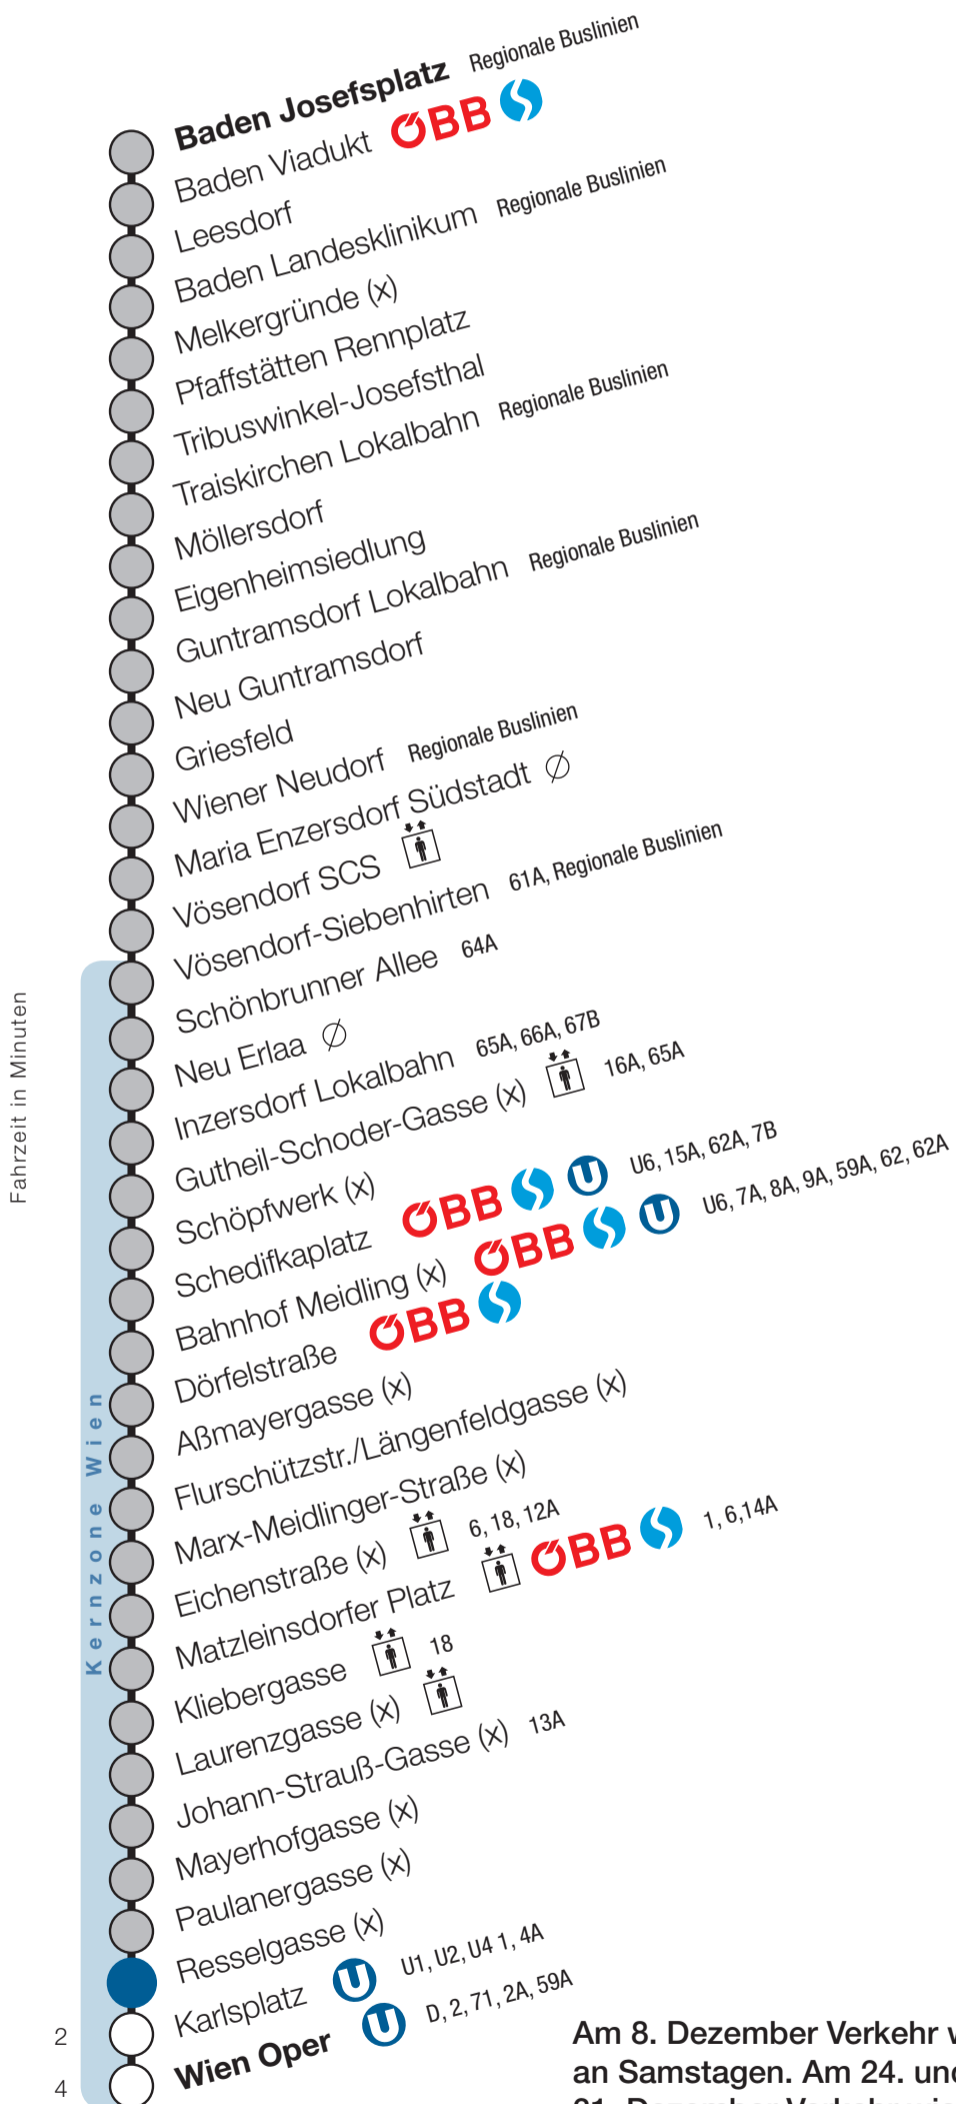 Baden Josefsplatz Regionale Buslinien
Baden Viadukt ÖBB
Leesdorf
Baden Landesklinikum Regionale Buslinien
Melkergründe (x)
Pfaffstätten Rennplatz
Tribuswinkel-Josefsthal
Traiskirchen Lokalbahn Regionale Buslinien
Möllersdorf
Eigenheimsiedlung
Guntramsdorf Lokalbahn Regionale Buslinien
Neu Guntramsdorf
Griesfeld
Wiener Neudorf Regionale Buslinien
Maria Enzersdorf Südstadt ∅
Vösendorf SCS
Vösendorf-Siebenhirten 61A, Regionale Buslinien
Schönbrunner Allee 64A
Neu Erlaa ∅
Inzersdorf Lokalbahn 65A, 66A, 67B
Gutheil-Schoder-Gasse (x) 16A, 65A
Schöpfwerk (x)
Schedifkaplatz ÖBB U U6, 15A, 62A, 7B
Bahnhof Meidling (x) ÖBB U U6, 7A, 8A, 9A, 59A, 62, 62A
Dörfelstraße ÖBB
Aßmayergasse (x)
Flurschützstr./Längenfeldgasse (x)
Marx-Meidlinger-Straße (x)
Eichenstraße (x) 6, 18, 12A
Matzleinsdorfer Platz ÖBB 1, 6,14A
Kliebergasse 18
Laurenzgasse (x)
Johann-Strauß-Gasse (x) 13A
Mayerhofgasse (x)
Paulanergasse (x)
Resselgasse (x)
2 Karlsplatz U U1, U2, U4 1, 4A
4 Wien Oper U D, 2, 71, 2A, 59A
Fahrzeit in Minuten
Kernzone Wien
Am 8. Dezember Verkehr
an Samstagen. Am 24. und